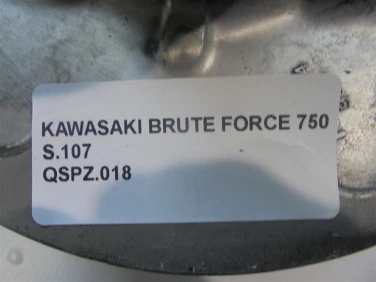 KAWASAKI BRUTE FORCE 750
S.107
QSPZ.018